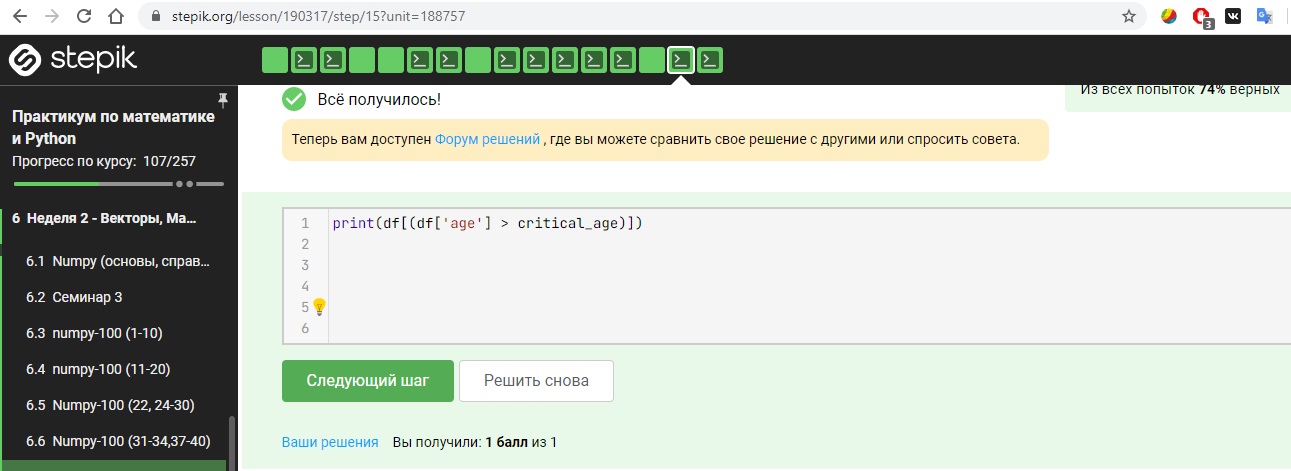 stepik.org/lesson/190317/step/15?unit=188757
3
stepik
Практикум по математике
и Python
Прогресс по курсу: 107/257
6 Неделя 2 - Векторы, Ма...
6.1 Numpy (основы, справ...
6.2 Семинар 3
6.3 numpy-100 (1-10)
6.4 numpy-100 (11-20)
6.5 Numpy-100 (22, 24-30)
6.6 Numpy-100 (31-34,37-40)
Всё получилось!
Из всех попыток 74% верных
Теперь вам доступен Форум решений , где вы можете сравнить свое решение с другими или спросить совета.
1 print(df[(df['age'] > critical_age)])
2
3
4
5
6
Следующий шаг
Решить снова
Ваши решения Вы получили: 1 балл из 1